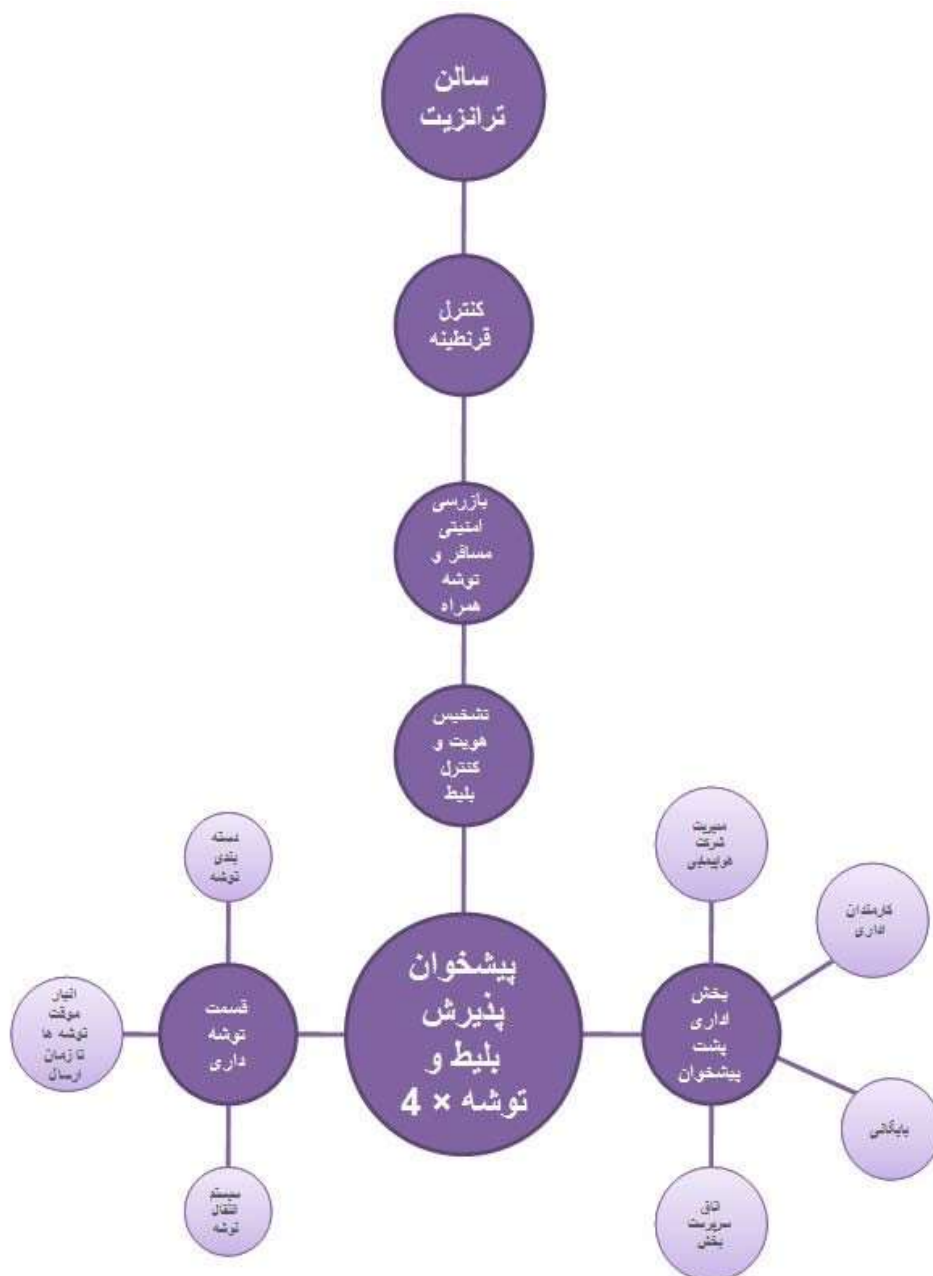 سالن
ترانزیت
کنترل
قرنطینه
بازرسی
امنیتی
مسافر و
توشه
همراه
تشخیس
هویت و
کنترل
بلیط
مدیریت
شرکت
هواپیمایی
کارمندان
اداری
دسته
بندی
توشه
پیشخوان
پذیرش
بلیط و
توشه × 4
بخش
اداری
پشت
پیشخوان
قسمت
توشه
داری
انبار
موقت
توشه ها
تا زمان
ارسال
بایگانی
اتاق
سرپرست
بخش
سیستم
انتقال
توشه